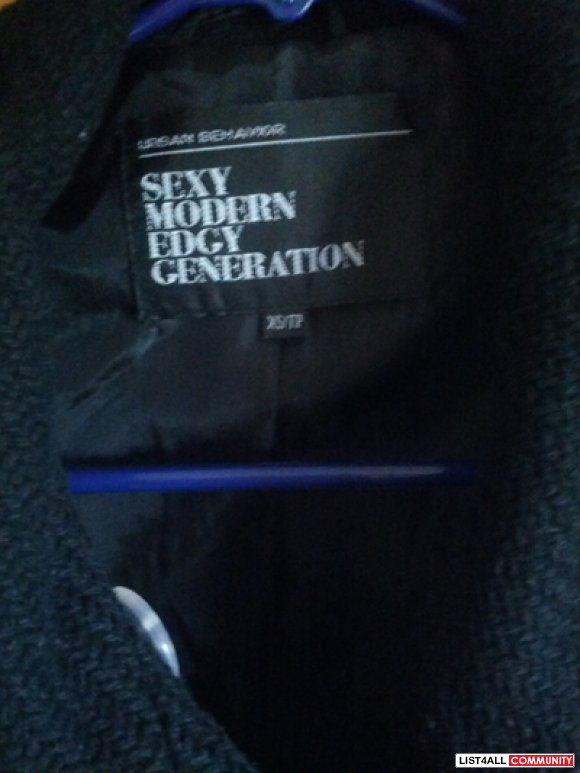 URBAN BEHAVIOR
SEXY
MODERN
EDGY
GENERATION
XS/TP
LIST4ALL COMMUNITY